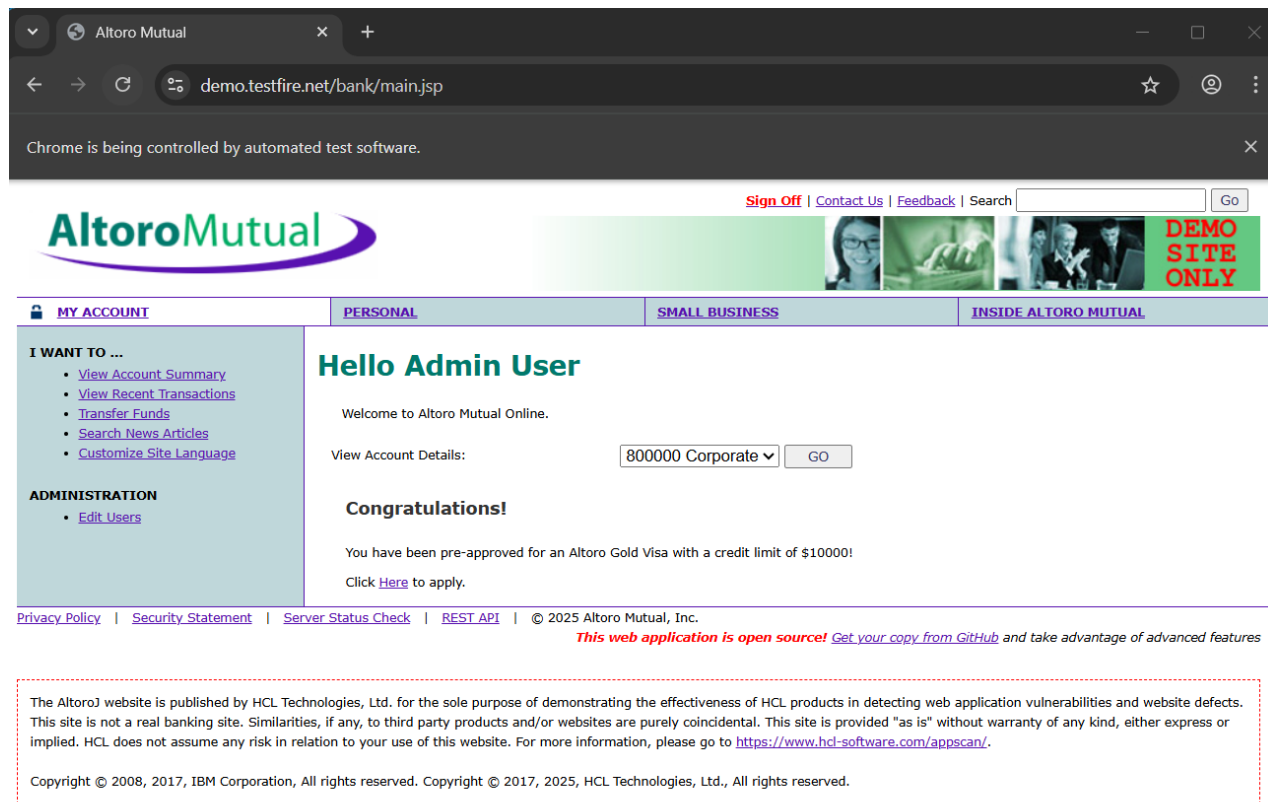 Altoro Mutual
demo.testfire.net/bank/main.jsp
Chrome is being controlled by automated test software.
Sign Off | Contact Us | Feedback | Search Go
AltoroMutual
DEMO
SITE
ONLY
MY ACCOUNT PERSONAL SMALL BUSINESS INSIDE ALTORO MUTUAL
I WANT TO ...
• View Account Summary
• View Recent Transactions
• Transfer Funds
• Search News Articles
• Customize Site Language
ADMINISTRATION
• Edit Users
Hello Admin User
Welcome to Altoro Mutual Online.
View Account Details: 800000 Corporate GO
Congratulations!
You have been pre-approved for an Altoro Gold Visa with a credit limit of $10000!
Click Here to apply.
Privacy Policy | Security Statement | Server Status Check | REST API | © 2025 Altoro Mutual, Inc.
This web application is open source! Get your copy from GitHub and take advantage of advanced features
The AltoroJ website is published by HCL Technologies, Ltd. for the sole purpose of demonstrating the effectiveness of HCL products in detecting web application vulnerabilities and website defects.
This site is not a real banking site. Similarities, if any, to third party products and/or websites are purely coincidental. This site is provided "as is" without warranty of any kind, either express or
implied. HCL does not assume any risk in relation to your use of this website. For more information, please go to https://www.hcl-software.com/appscan/.
Copyright © 2008, 2017, IBM Corporation, All rights reserved. Copyright © 2017, 2025, HCL Technologies, Ltd., All rights reserved.